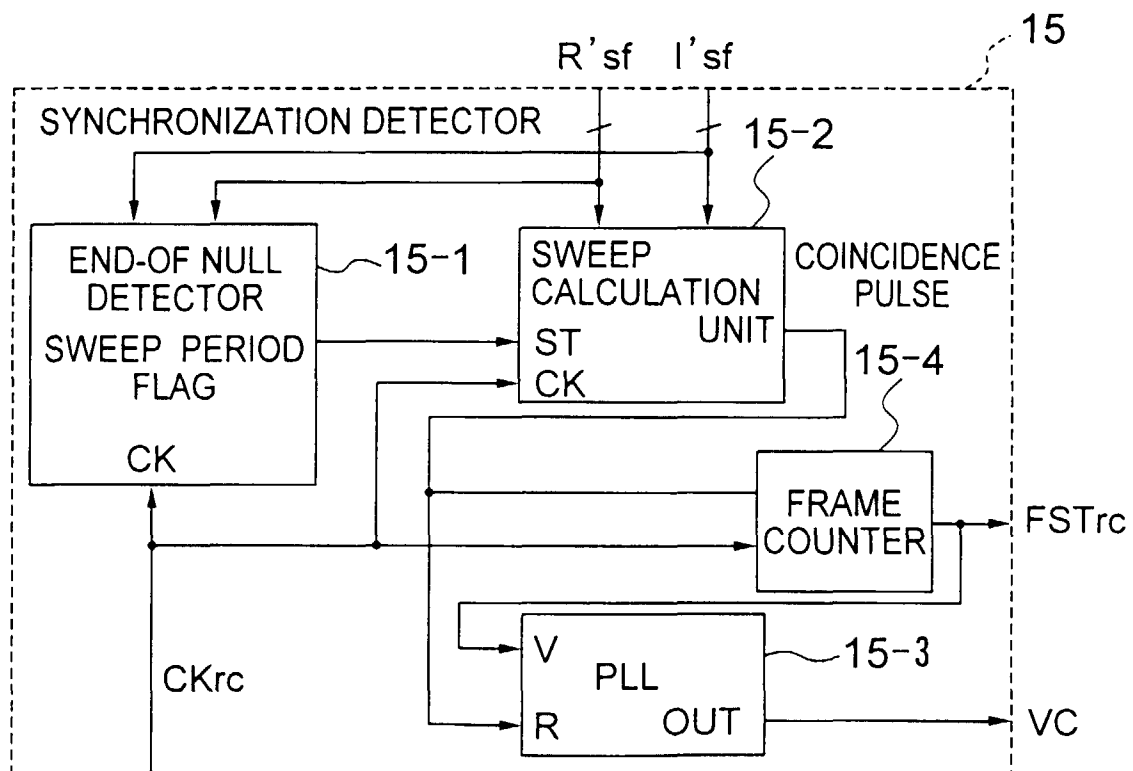 15
R'sf I'sf
SYNCHRONIZATION DETECTOR
15-2
END-OF NULL
DETECTOR
SWEEP PERIOD
FLAG
CK
15-1
SWEEP
CALCULATION
UNIT
ST
CK
COINCIDENCE
PULSE
15-4
FRAME
COUNTER
FSTrc
V
PLL
R OUT
15-3
CKrc
VC